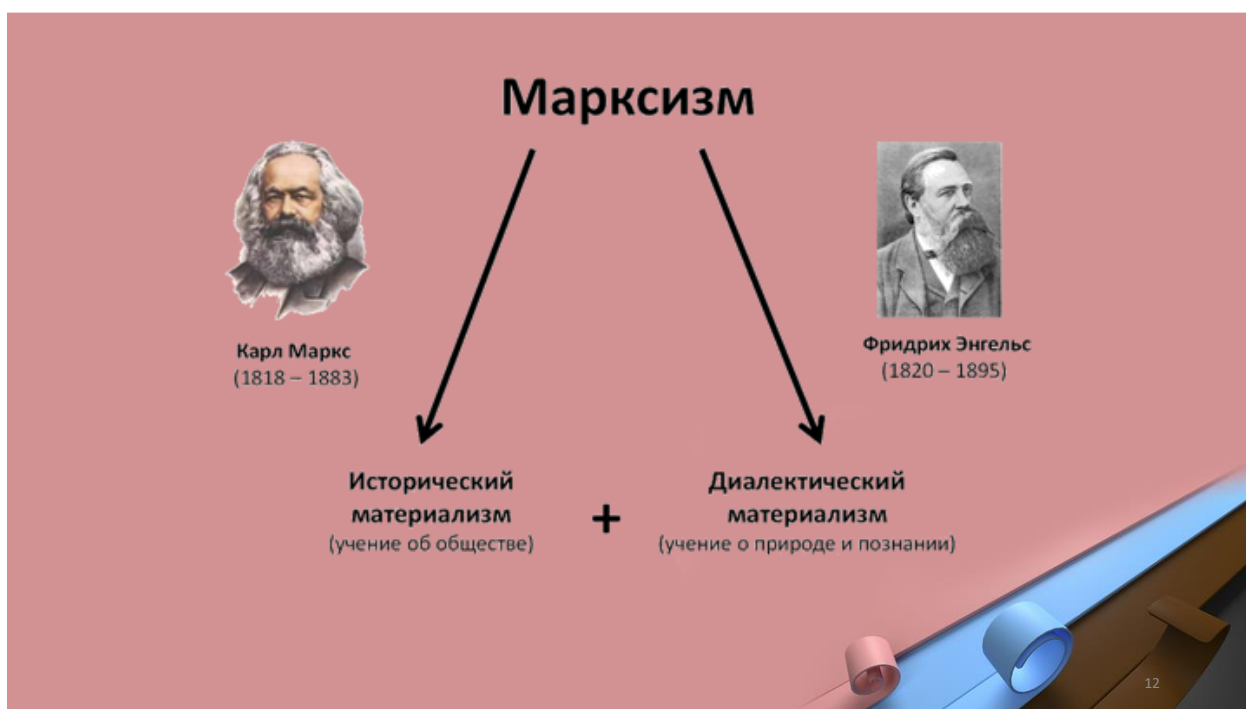 Марксизм
Карл Маркс
(1818 – 1883)
Фридрих Энгельс
(1820 – 1895)
Исторический
материализм
(учение об обществе)
+
Диалектический
материализм
(учение о природе и познании)
12